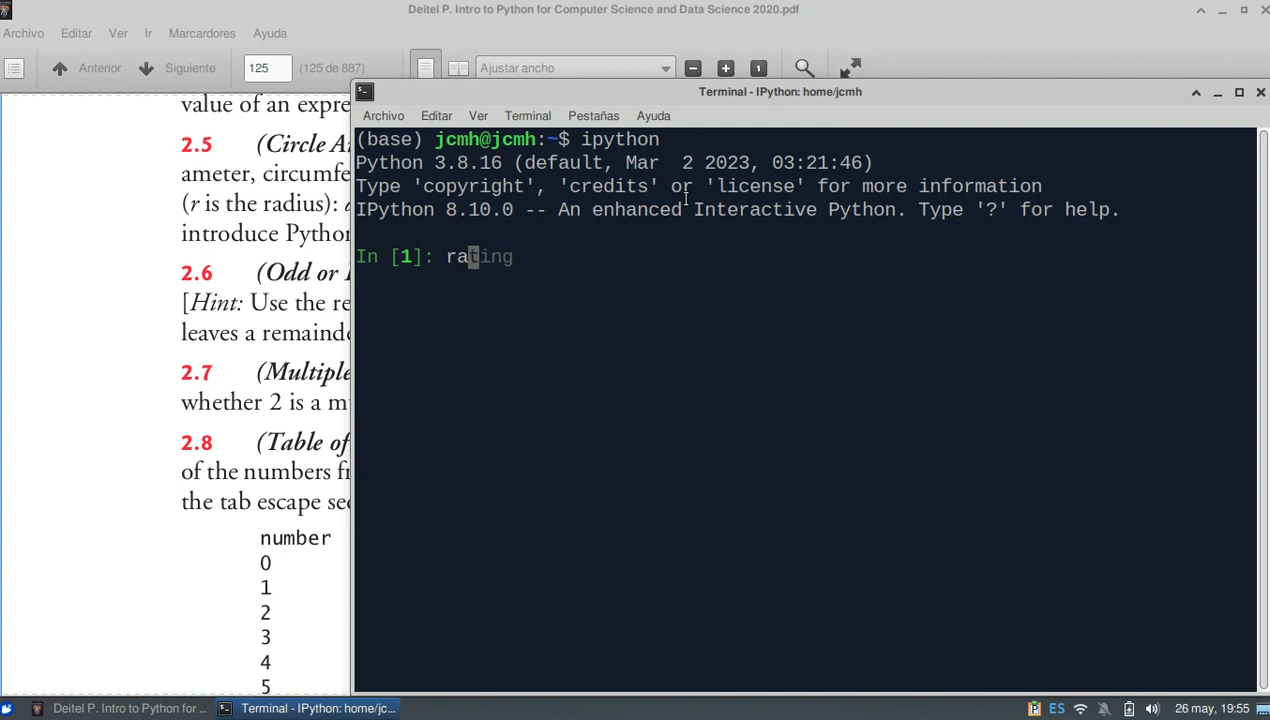 Deitel P. Intro to Python for Computer Science and Data Science 2020.pdf
Archivo Editar Ver Ir Marcardores Ayuda
Anterior Siguiente 125 (125 de 887) Ajustar ancho
value of an expre
2.5 (Circle Ar
ameter, circumfe
(r is the radius):
introduce Python
2.6 (Odd or
[Hint: Use the re
leaves a remainde
2.7 (Multiple
whether 2 is a mu
2.8 (Table of
of the numbers fr
the tab escape se
number
0
1
2
3
4
5
Terminal - IPython: home/jcmh
Archivo Editar Ver Terminal Pestañas Ayuda
(base) jcmh@jcmh:~$ ipython
Python 3.8.16 (default, Mar  2 2023, 03:21:46)
Type 'copyright', 'credits' or 'license' for more information
IPython 8.10.0 -- An enhanced Interactive Python. Type '?' for help.
In [1]: rating
Deitel P. Intro to Python for ...
Terminal - IPython: home/jc...
ES 26 may, 19:55